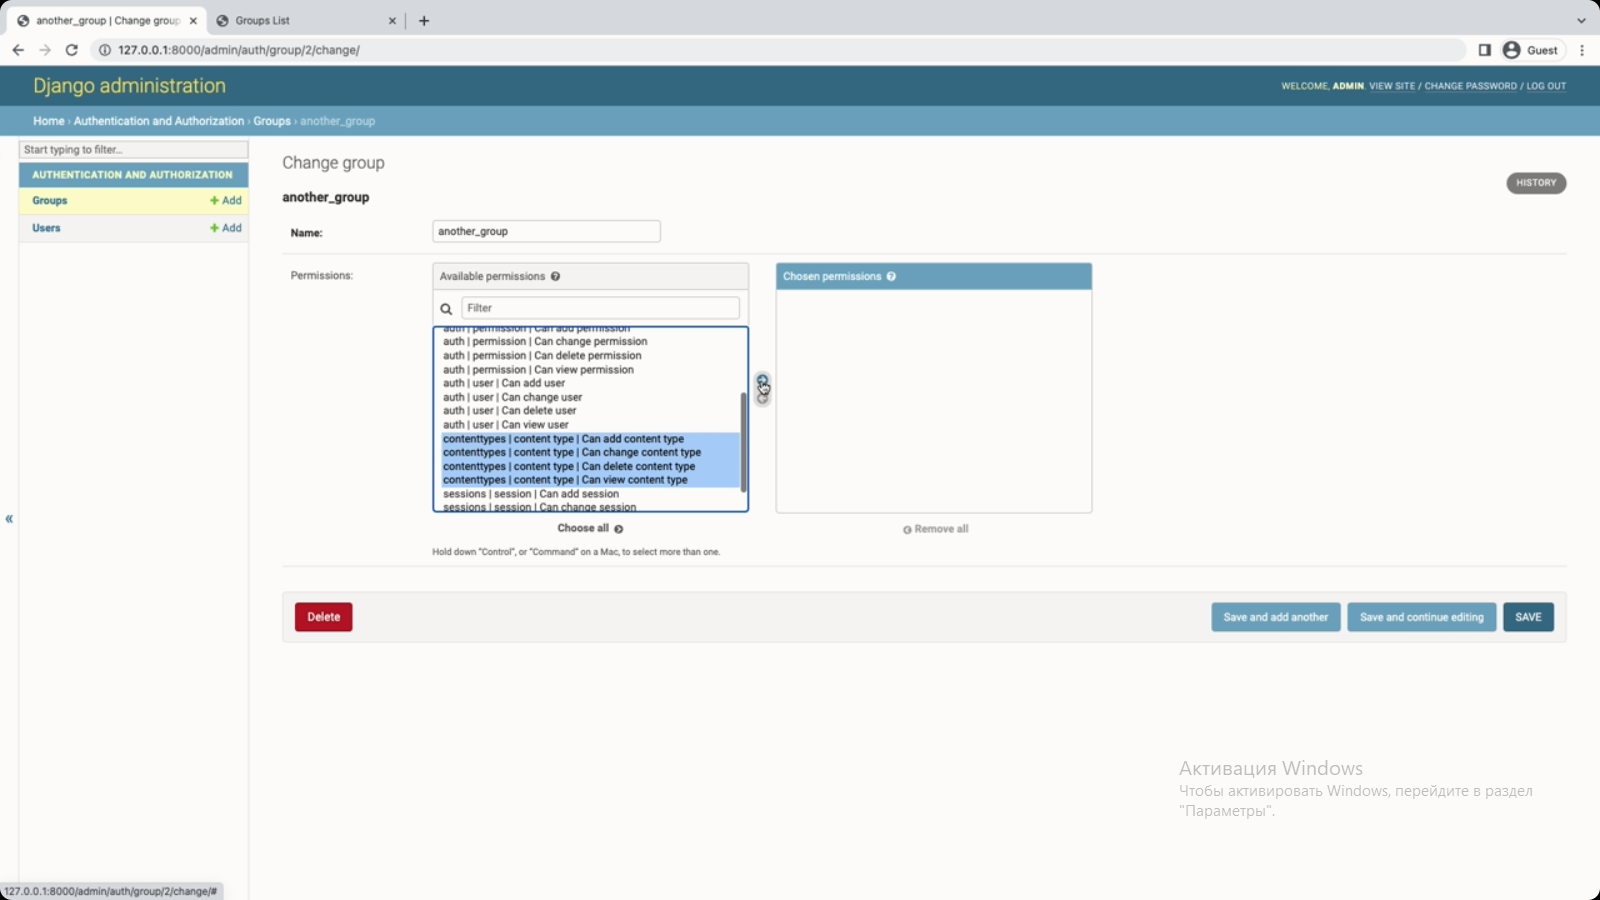 another_group | Change group
Groups List
127.0.0.1:8000/admin/auth/group/2/change/
Guest
Django administration
WELCOME, ADMIN. VIEW SITE / CHANGE PASSWORD / LOG OUT
Home › Authentication and Authorization › Groups › another_group
Start typing to filter...
AUTHENTICATION AND AUTHORIZATION
Groups
+ Add
Users
+ Add
Change group
HISTORY
another_group
Name:
another_group
Permissions:
Available permissions
Filter
auth | permission | Can add permission
auth | permission | Can change permission
auth | permission | Can delete permission
auth | permission | Can view permission
auth | user | Can add user
auth | user | Can change user
auth | user | Can delete user
auth | user | Can view user
contenttypes | content type | Can add content type
contenttypes | content type | Can change content type
contenttypes | content type | Can delete content type
contenttypes | content type | Can view content type
sessions | session | Can add session
sessions | session | Can change session
Choose all
Hold down "Control", or "Command" on a Mac, to select more than one.
Chosen permissions
Remove all
Delete
Save and add another
Save and continue editing
SAVE
Активация Windows
Чтобы активировать Windows, перейдите в раздел
"Параметры".
127.0.0.1:8000/admin/auth/group/2/change/#